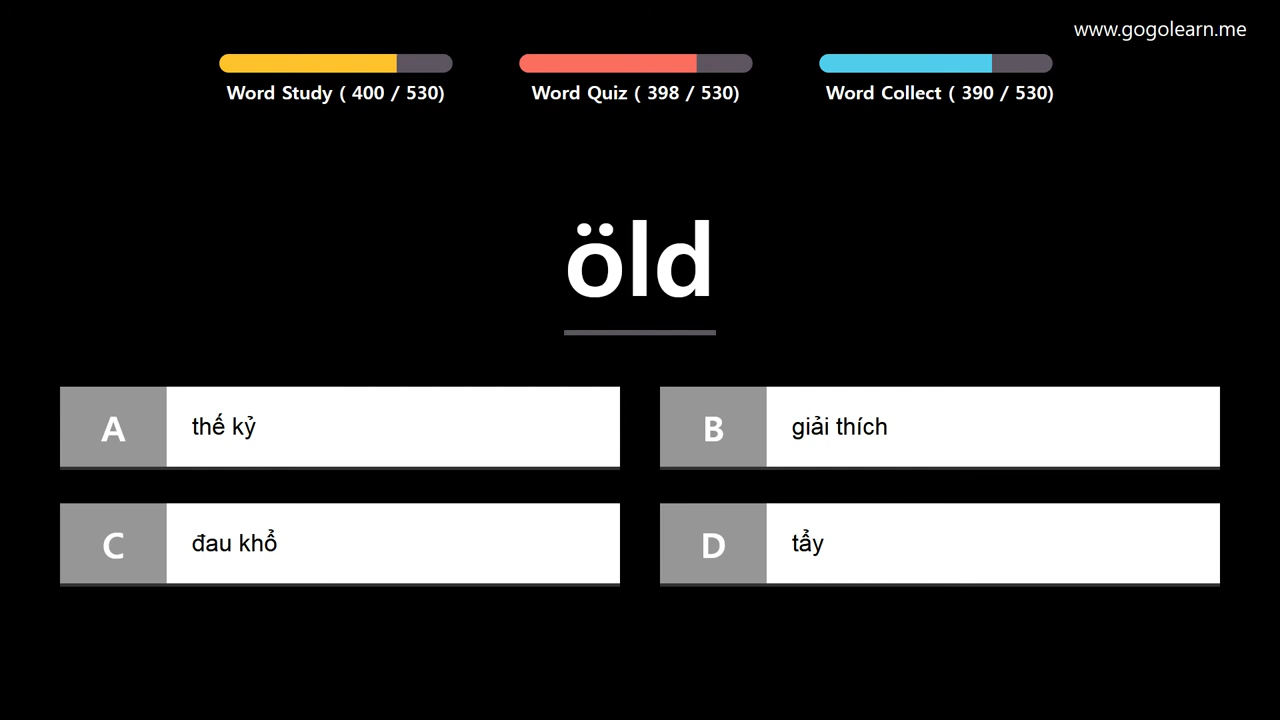 www.gogolearn.me
Word Study ( 400 / 530)
Word Quiz ( 398 / 530)
Word Collect ( 390 / 530)
öld
A thế kỷ
B giải thích
C đau khổ
D tẩy